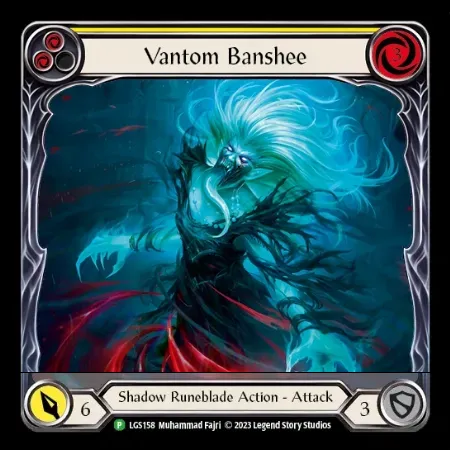 Vantom Banshee
3
6
Shadow Runeblade Action - Attack
3
P LGS158 Muhammad Fajri © 2023 Legend Story Studios